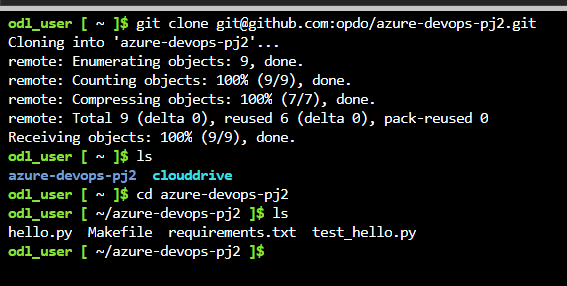 odl_user [ ~ ]$ git clone git@github.com:opdo/azure-devops-pj2.git
Cloning into 'azure-devops-pj2'...
remote: Enumerating objects: 9, done.
remote: Counting objects: 100% (9/9), done.
remote: Compressing objects: 100% (7/7), done.
remote: Total 9 (delta 0), reused 6 (delta 0), pack-reused 0
Receiving objects: 100% (9/9), done.
odl_user [ ~ ]$ ls
azure-devops-pj2  clouddrive
odl_user [ ~ ]$ cd azure-devops-pj2
odl_user [ ~/azure-devops-pj2 ]$ ls
hello.py  Makefile  requirements.txt  test_hello.py
odl_user [ ~/azure-devops-pj2 ]$